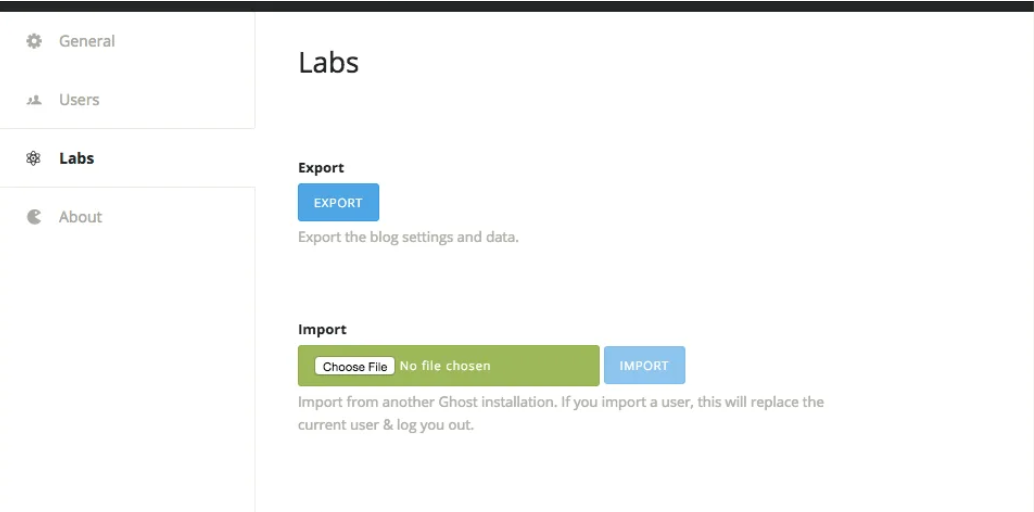 General
Users
Labs
About
Labs
Export
EXPORT
Export the blog settings and data.
Import
Choose File No file chosen IMPORT
Import from another Ghost installation. If you import a user, this will replace the
current user & log you out.